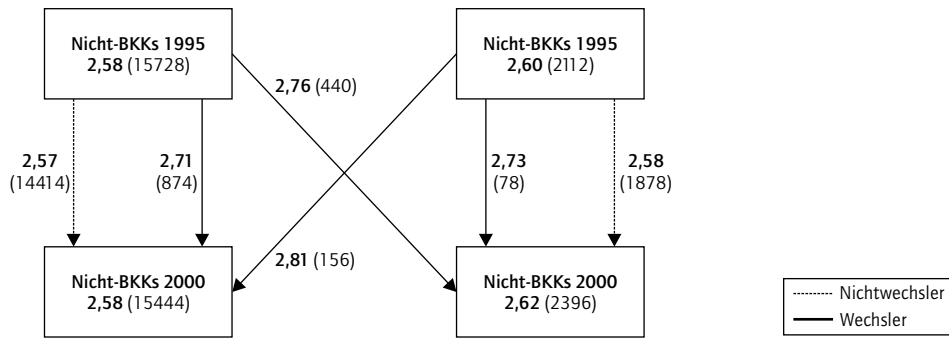 Nicht-BKKs 1995
2,58 (15728)
Nicht-BKKs 1995
2,60 (2112)
2,76 (440)
2,57
(14414)
2,71
(874)
2,73
(78)
2,58
(1878)
2,81 (156)
Nicht-BKKs 2000
2,58 (15444)
Nicht-BKKs 2000
2,62 (2396)
Nichtwechsler
Wechsler